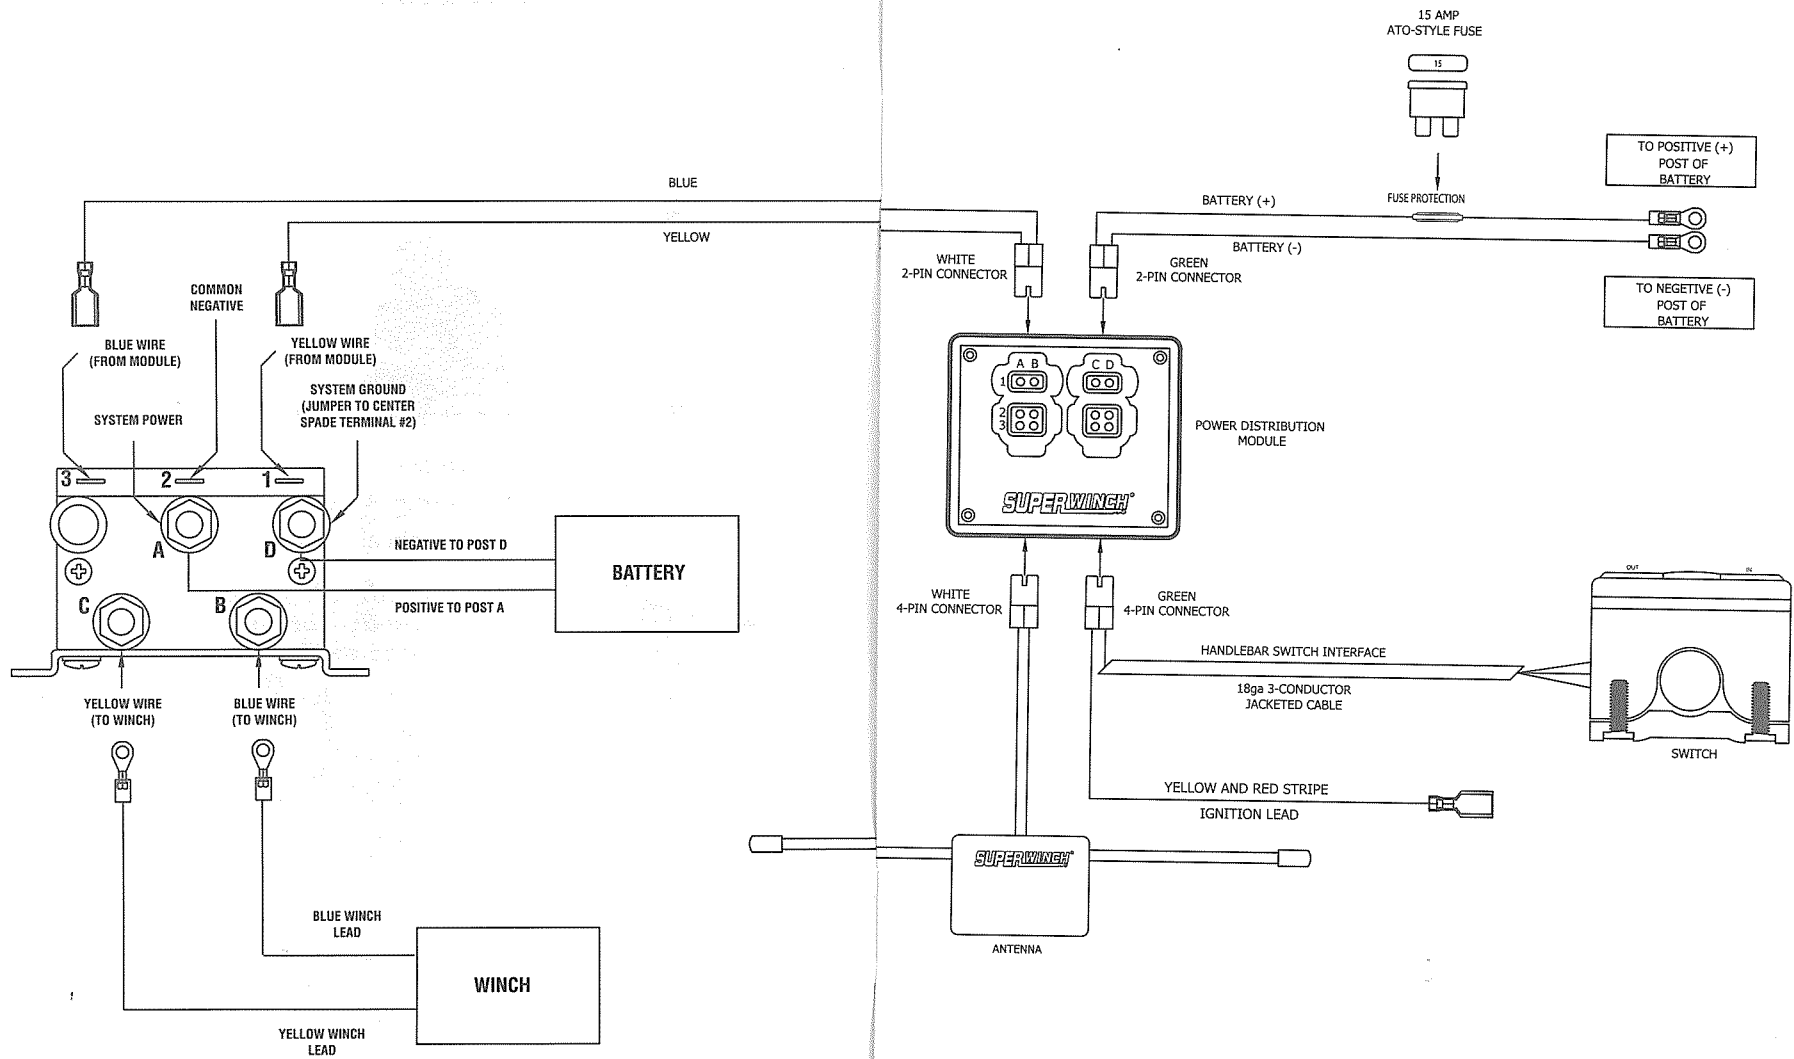 15 AMP
ATO-STYLE FUSE
15
TO POSITIVE (+)
POST OF
BATTERY
BLUE
YELLOW
BATTERY (+)
FUSE PROTECTION
BATTERY (-)
WHITE
2-PIN CONNECTOR
GREEN
2-PIN CONNECTOR
TO NEGETIVE (-)
POST OF
BATTERY
COMMON
NEGATIVE
BLUE WIRE
(FROM MODULE)
YELLOW WIRE
(FROM MODULE)
SYSTEM POWER
SYSTEM GROUND
(JUMPER TO CENTER
SPADE TERMINAL #2)
3
2
1
A
D
C
B
NEGATIVE TO POST D
POSITIVE TO POST A
BATTERY
A B
C D
1
2
3
SUPERWINCH®
POWER DISTRIBUTION
MODULE
WHITE
4-PIN CONNECTOR
GREEN
4-PIN CONNECTOR
OUT
IN
HANDLEBAR SWITCH INTERFACE
18ga 3-CONDUCTOR
JACKETED CABLE
SWITCH
YELLOW WIRE
(TO WINCH)
BLUE WIRE
(TO WINCH)
B
B
YELLOW AND RED STRIPE
IGNITION LEAD
SUPERWINCH®
ANTENNA
BLUE WINCH
LEAD
WINCH
YELLOW WINCH
LEAD